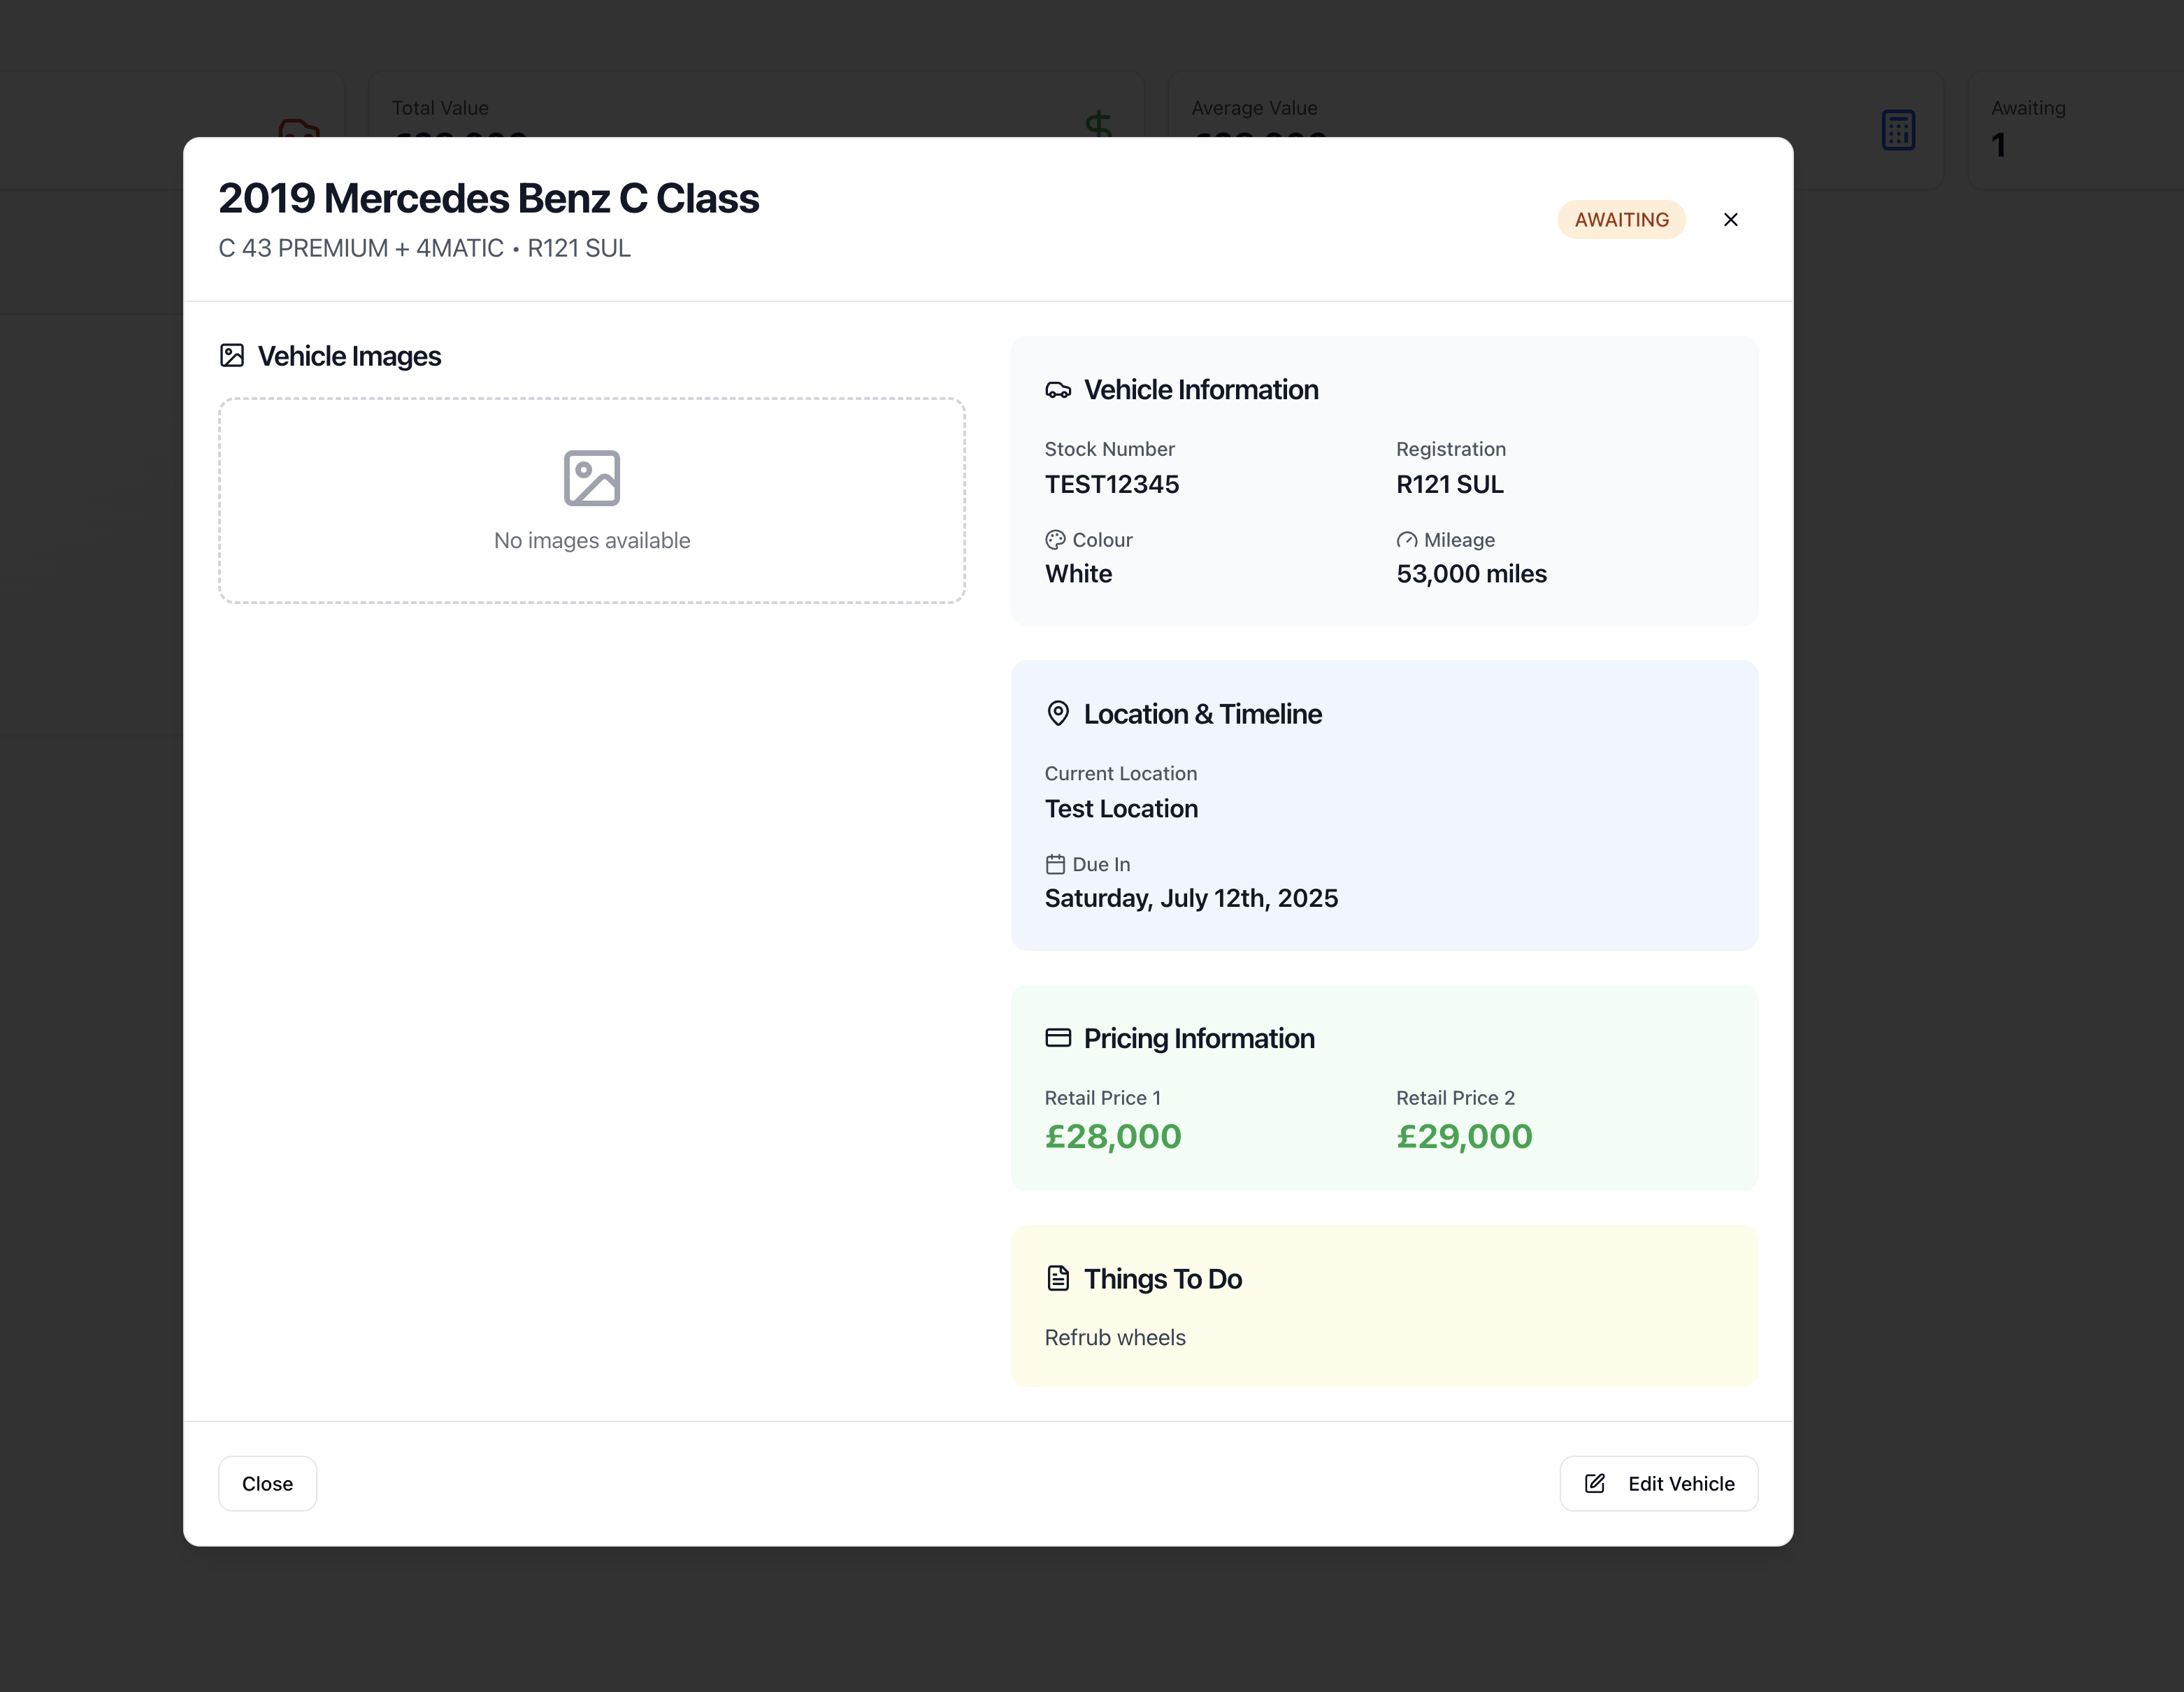 Total Value
Average Value
Awaiting
1
2019 Mercedes Benz C Class
C 43 PREMIUM + 4MATIC • R121 SUL
AWAITING
Vehicle Images
No images available
Vehicle Information
Stock Number
TEST12345
Registration
R121 SUL
Colour
White
Mileage
53,000 miles
Location & Timeline
Current Location
Test Location
Due In
Saturday, July 12th, 2025
Pricing Information
Retail Price 1
£28,000
Retail Price 2
£29,000
Things To Do
Refrub wheels
Close
Edit Vehicle